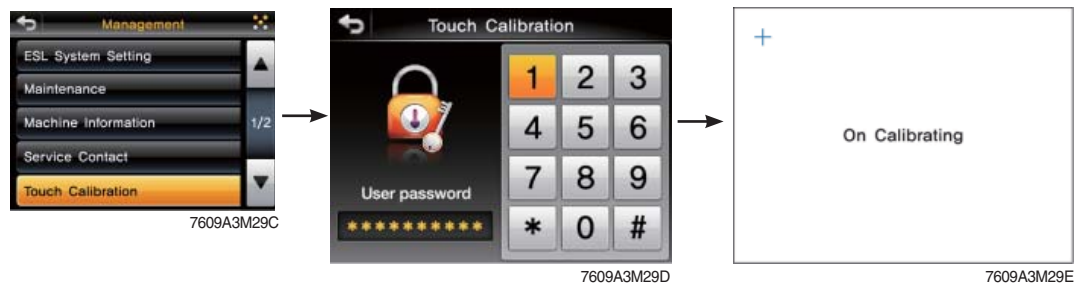 Management
ESL System Setting
Maintenance
Machine Information
Service Contact
Touch Calibration
1/2
7609A3M29C
Touch Calibration
User password
**********
1 2 3
4 5 6
7 8 9
* 0 #
7609A3M29D
On Calibrating
7609A3M29E